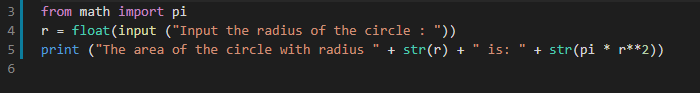 3 from math import pi
4 r = float(input ("Input the radius of the circle : "))
5 print ("The area of the circle with radius " + str(r) + " is: " + str(pi * r**2))
6